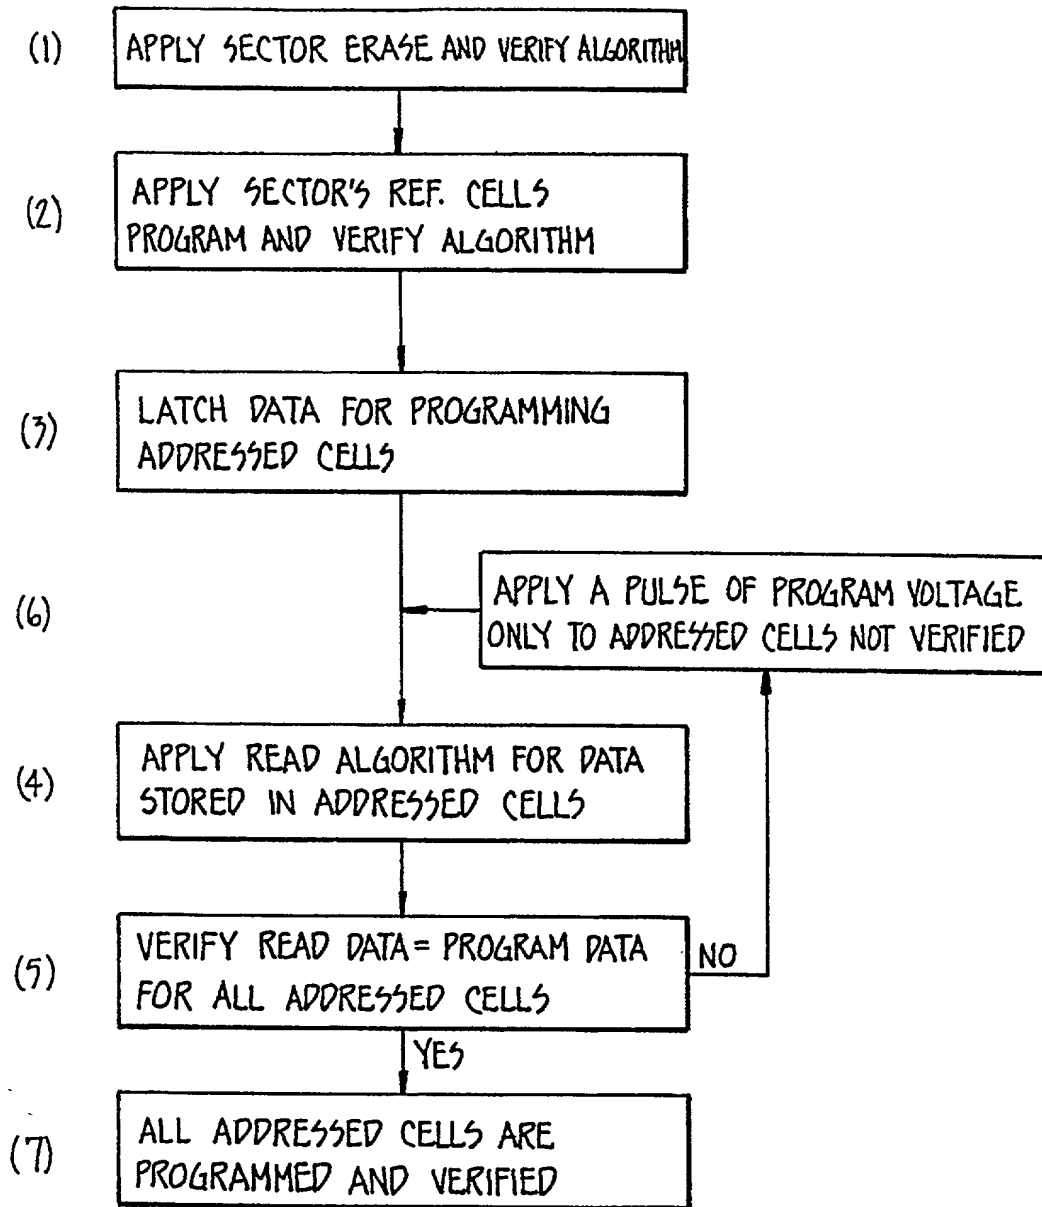 (1) APPLY SECTOR ERASE AND VERIFY ALGORITHM
(2) APPLY SECTOR'S REF. CELLS
PROGRAM AND VERIFY ALGORITHM
(3) LATCH DATA FOR PROGRAMMING
ADDRESSED CELLS
(6) APPLY A PULSE OF PROGRAM VOLTAGE
ONLY TO ADDRESSED CELLS NOT VERIFIED
(4) APPLY READ ALGORITHM FOR DATA
STORED IN ADDRESSED CELLS
(5) VERIFY READ DATA = PROGRAM DATA
FOR ALL ADDRESSED CELLS
NO
YES
(7) ALL ADDRESSED CELLS ARE
PROGRAMMED AND VERIFIED